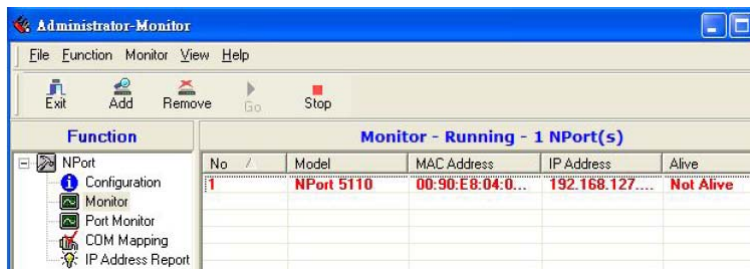 Administrator-Monitor
File Function Monitor View Help
Exit Add Remove Go Stop
Function
Monitor - Running - 1 NPort(s)
NPort
Configuration
Monitor
Port Monitor
COM Mapping
IP Address Report
No Model MAC Address IP Address Alive
1 NPort 5110 00:90:E8:04:0... 192.168.127.... Not Alive